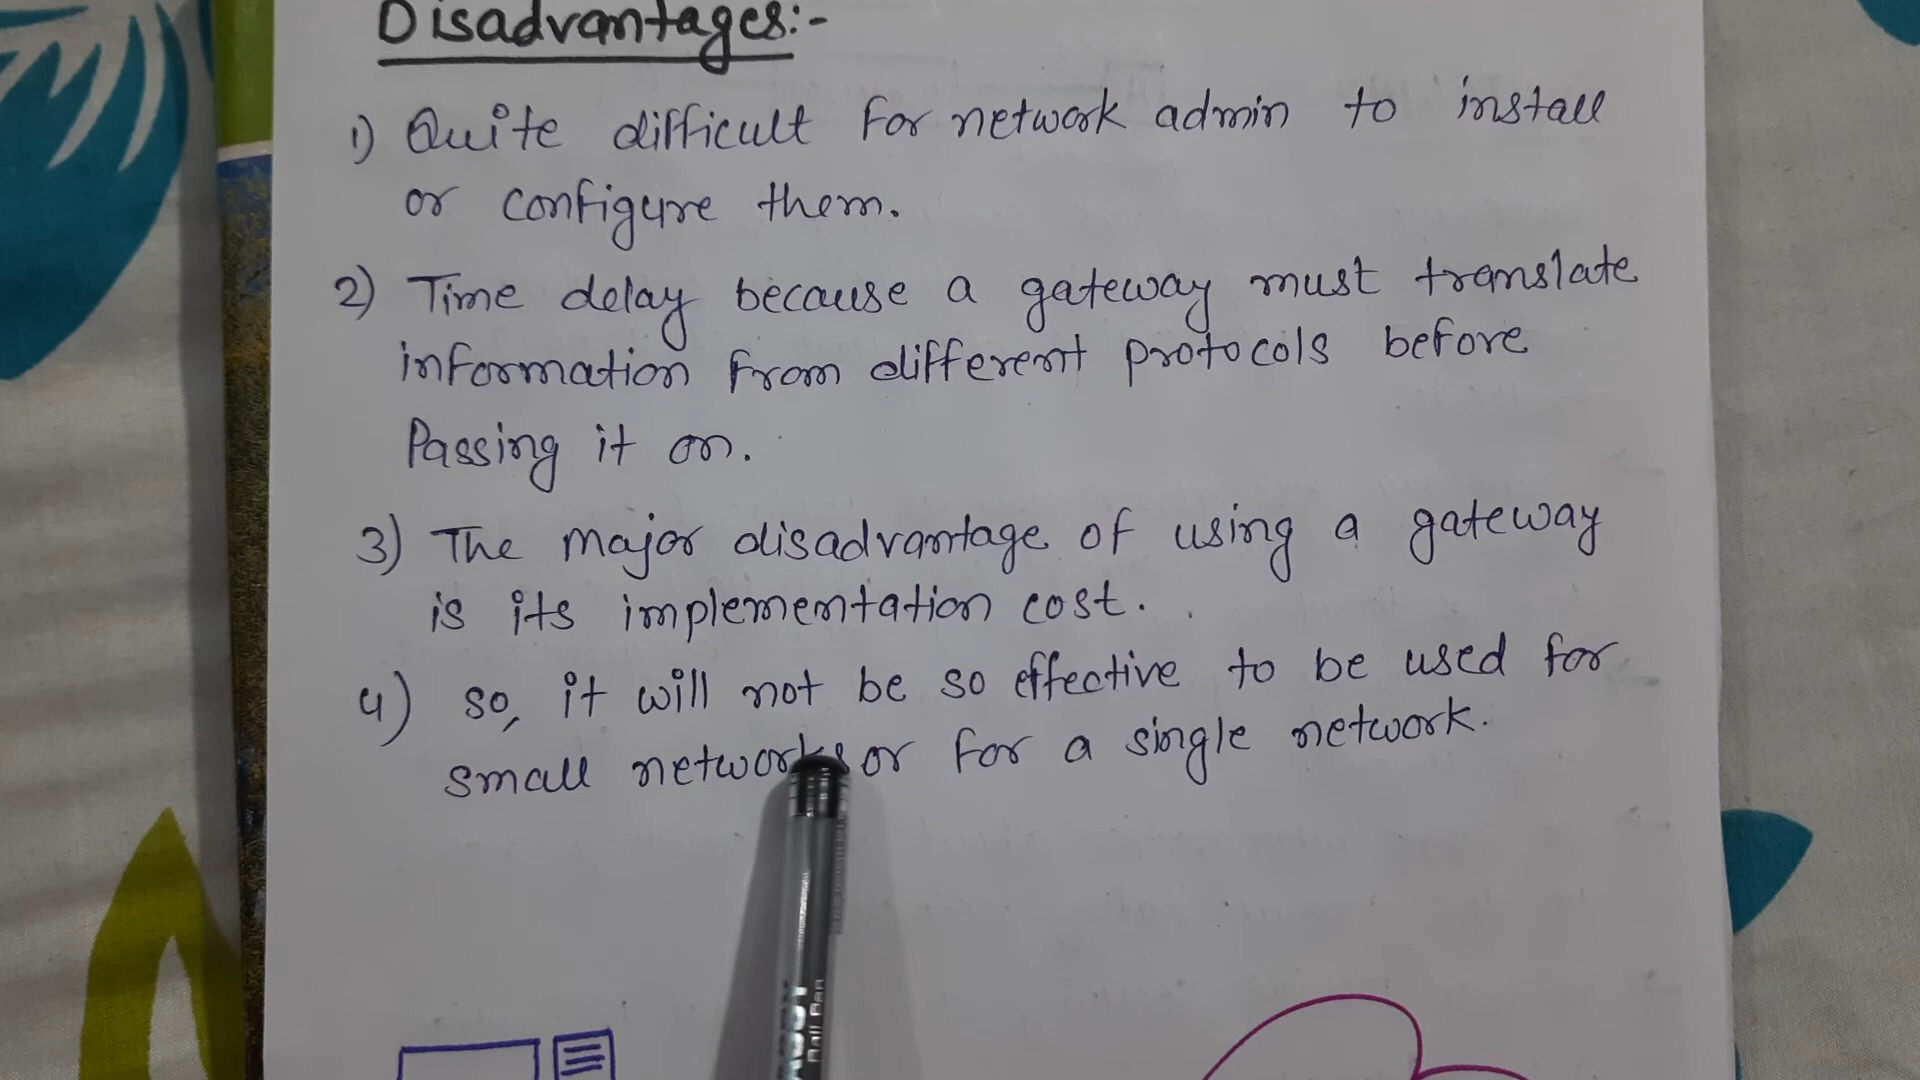 Disadvantages:-
1) Quite difficult for network admin to install
or configure them.
2) Time delay because a gateway must translate
information from different protocols before
Passing it on.
3) The major disadvantage of using a gateway
is its implementation cost.
4) so, it will not be so effective to be used for
small networks or for a single network.
Ball Pen